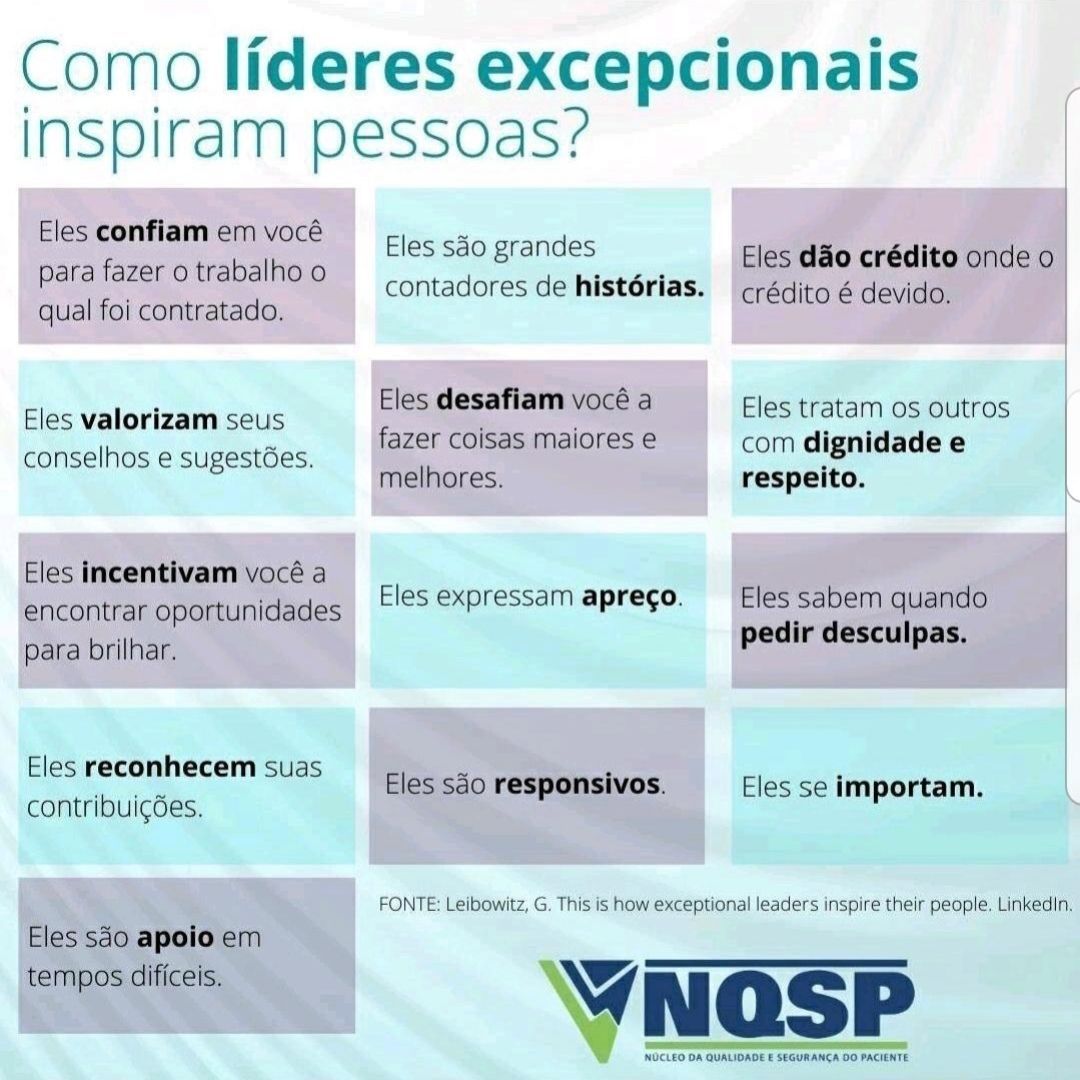 Como líderes excepcionais
inspiram pessoas?
Eles confiam em você
para fazer o trabalho o
qual foi contratado.
Eles são grandes
contadores de histórias.
Eles dão crédito onde o
crédito é devido.
Eles valorizam seus
conselhos e sugestões.
Eles desafiam você a
fazer coisas maiores e
melhores.
Eles tratam os outros
com dignidade e
respeito.
Eles incentivam você a
encontrar oportunidades
para brilhar.
Eles expressam apreço.
Eles sabem quando
pedir desculpas.
Eles reconhecem suas
contribuições.
Eles são responsivos.
Eles se importam.
Eles são apoio em
tempos difíceis.
FONTE: Leibowitz, G. This is how exceptional leaders inspire their people. LinkedIn.
NQSP
NÚCLEO DA QUALIDADE E SEGURANÇA DO PACIENTE